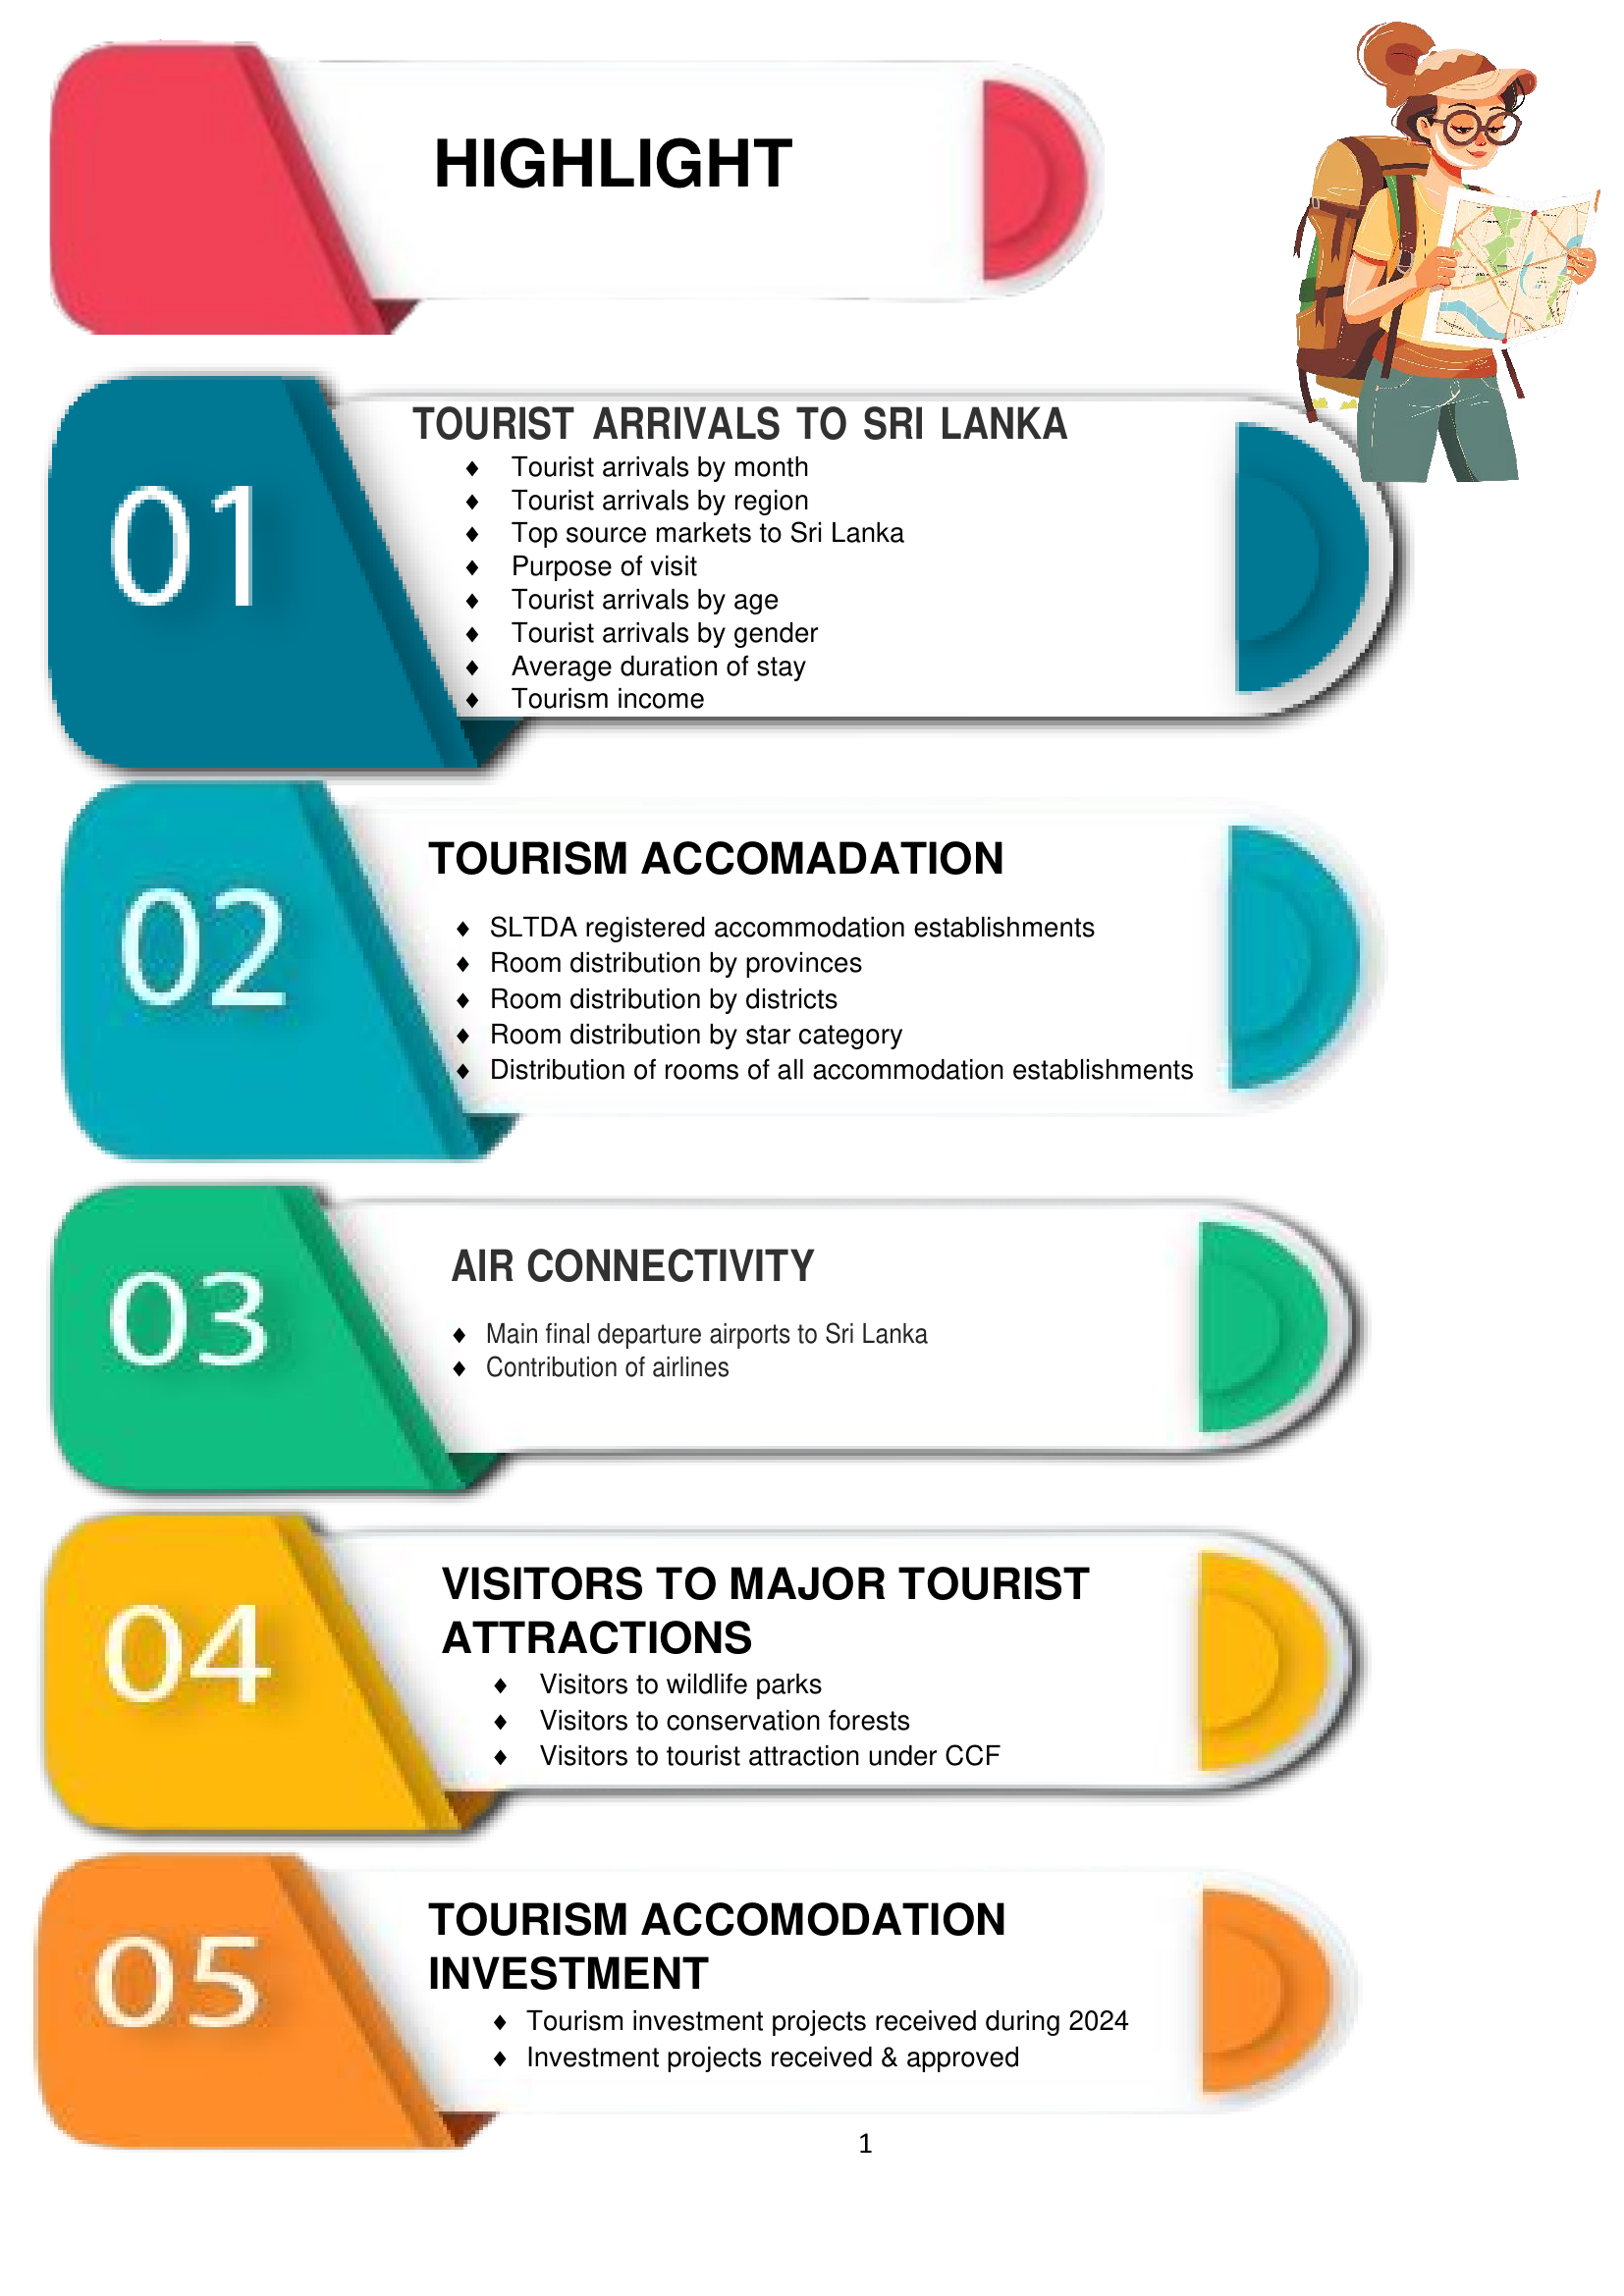 HIGHLIGHT
01
TOURIST ARRIVALS TO SRI LANKA
♦ Tourist arrivals by month
♦ Tourist arrivals by region
♦ Top source markets to Sri Lanka
♦ Purpose of visit
♦ Tourist arrivals by age
♦ Tourist arrivals by gender
♦ Average duration of stay
♦ Tourism income
02
TOURISM ACCOMADATION
♦ SLTDA registered accommodation establishments
♦ Room distribution by provinces
♦ Room distribution by districts
♦ Room distribution by star category
♦ Distribution of rooms of all accommodation establishments
03
AIR CONNECTIVITY
♦ Main final departure airports to Sri Lanka
♦ Contribution of airlines
04
VISITORS TO MAJOR TOURIST
ATTRACTIONS
♦ Visitors to wildlife parks
♦ Visitors to conservation forests
♦ Visitors to tourist attraction under CCF
05
TOURISM ACCOMODATION
INVESTMENT
♦ Tourism investment projects received during 2024
♦ Investment projects received & approved
1